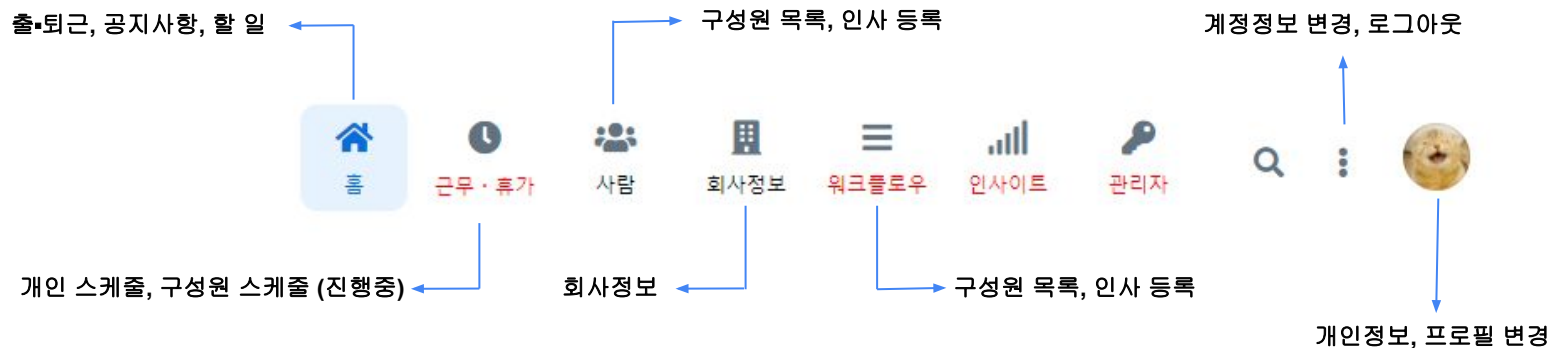 출▪퇴근, 공지사항, 할 일
구성원 목록, 인사 등록
계정정보 변경, 로그아웃
홈
근무 · 휴가
사람
회사정보
워크플로우
인사이트
관리자
개인 스케줄, 구성원 스케줄 (진행중)
회사정보
구성원 목록, 인사 등록
개인정보, 프로필 변경